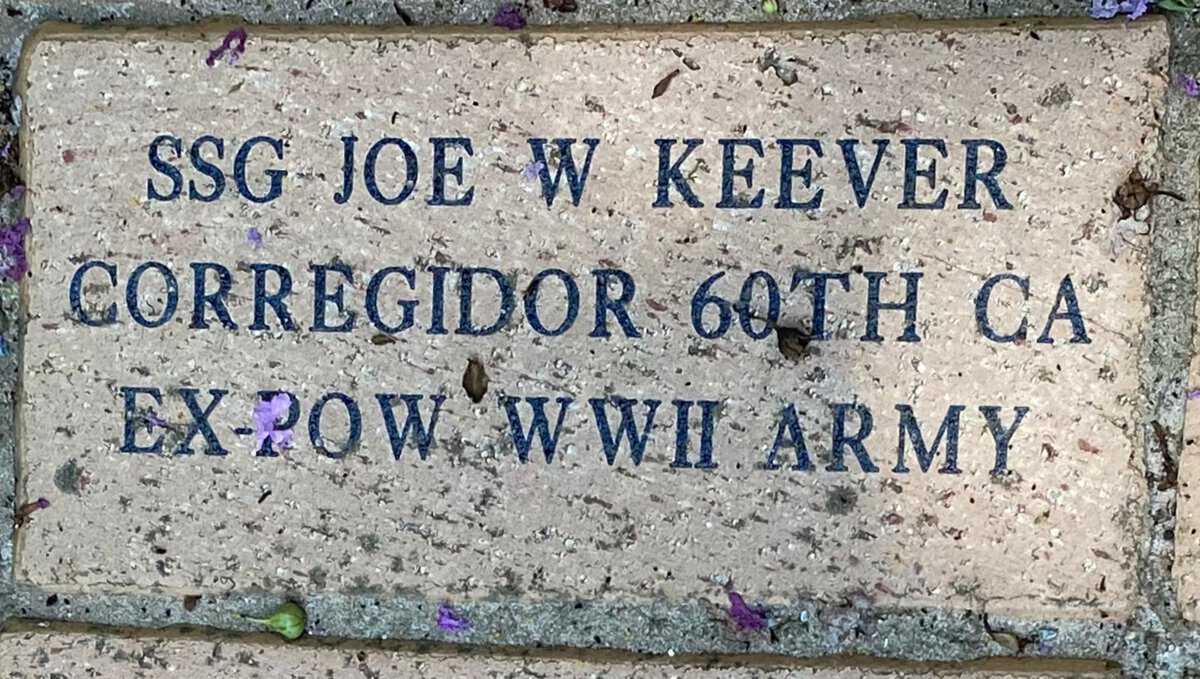 SSG JOE W KEEVER
CORREGIDOR 60TH CA
EX-POW WWII ARMY